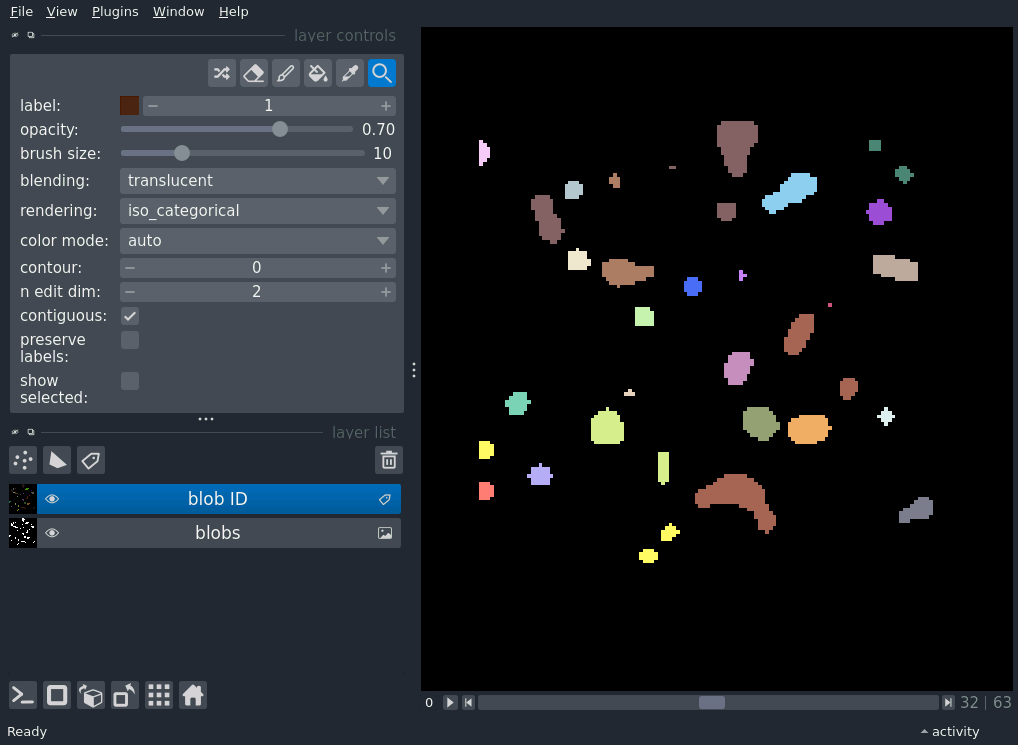 File View Plugins Window Help
layer controls
label: 1
opacity: 0.70
brush size: 10
blending: translucent
rendering: iso_categorical
color mode: auto
contour: 0
n edit dim: 2
contiguous:
preserve
labels:
show
selected:
layer list
blob ID
blobs
0 32 | 63
Ready activity